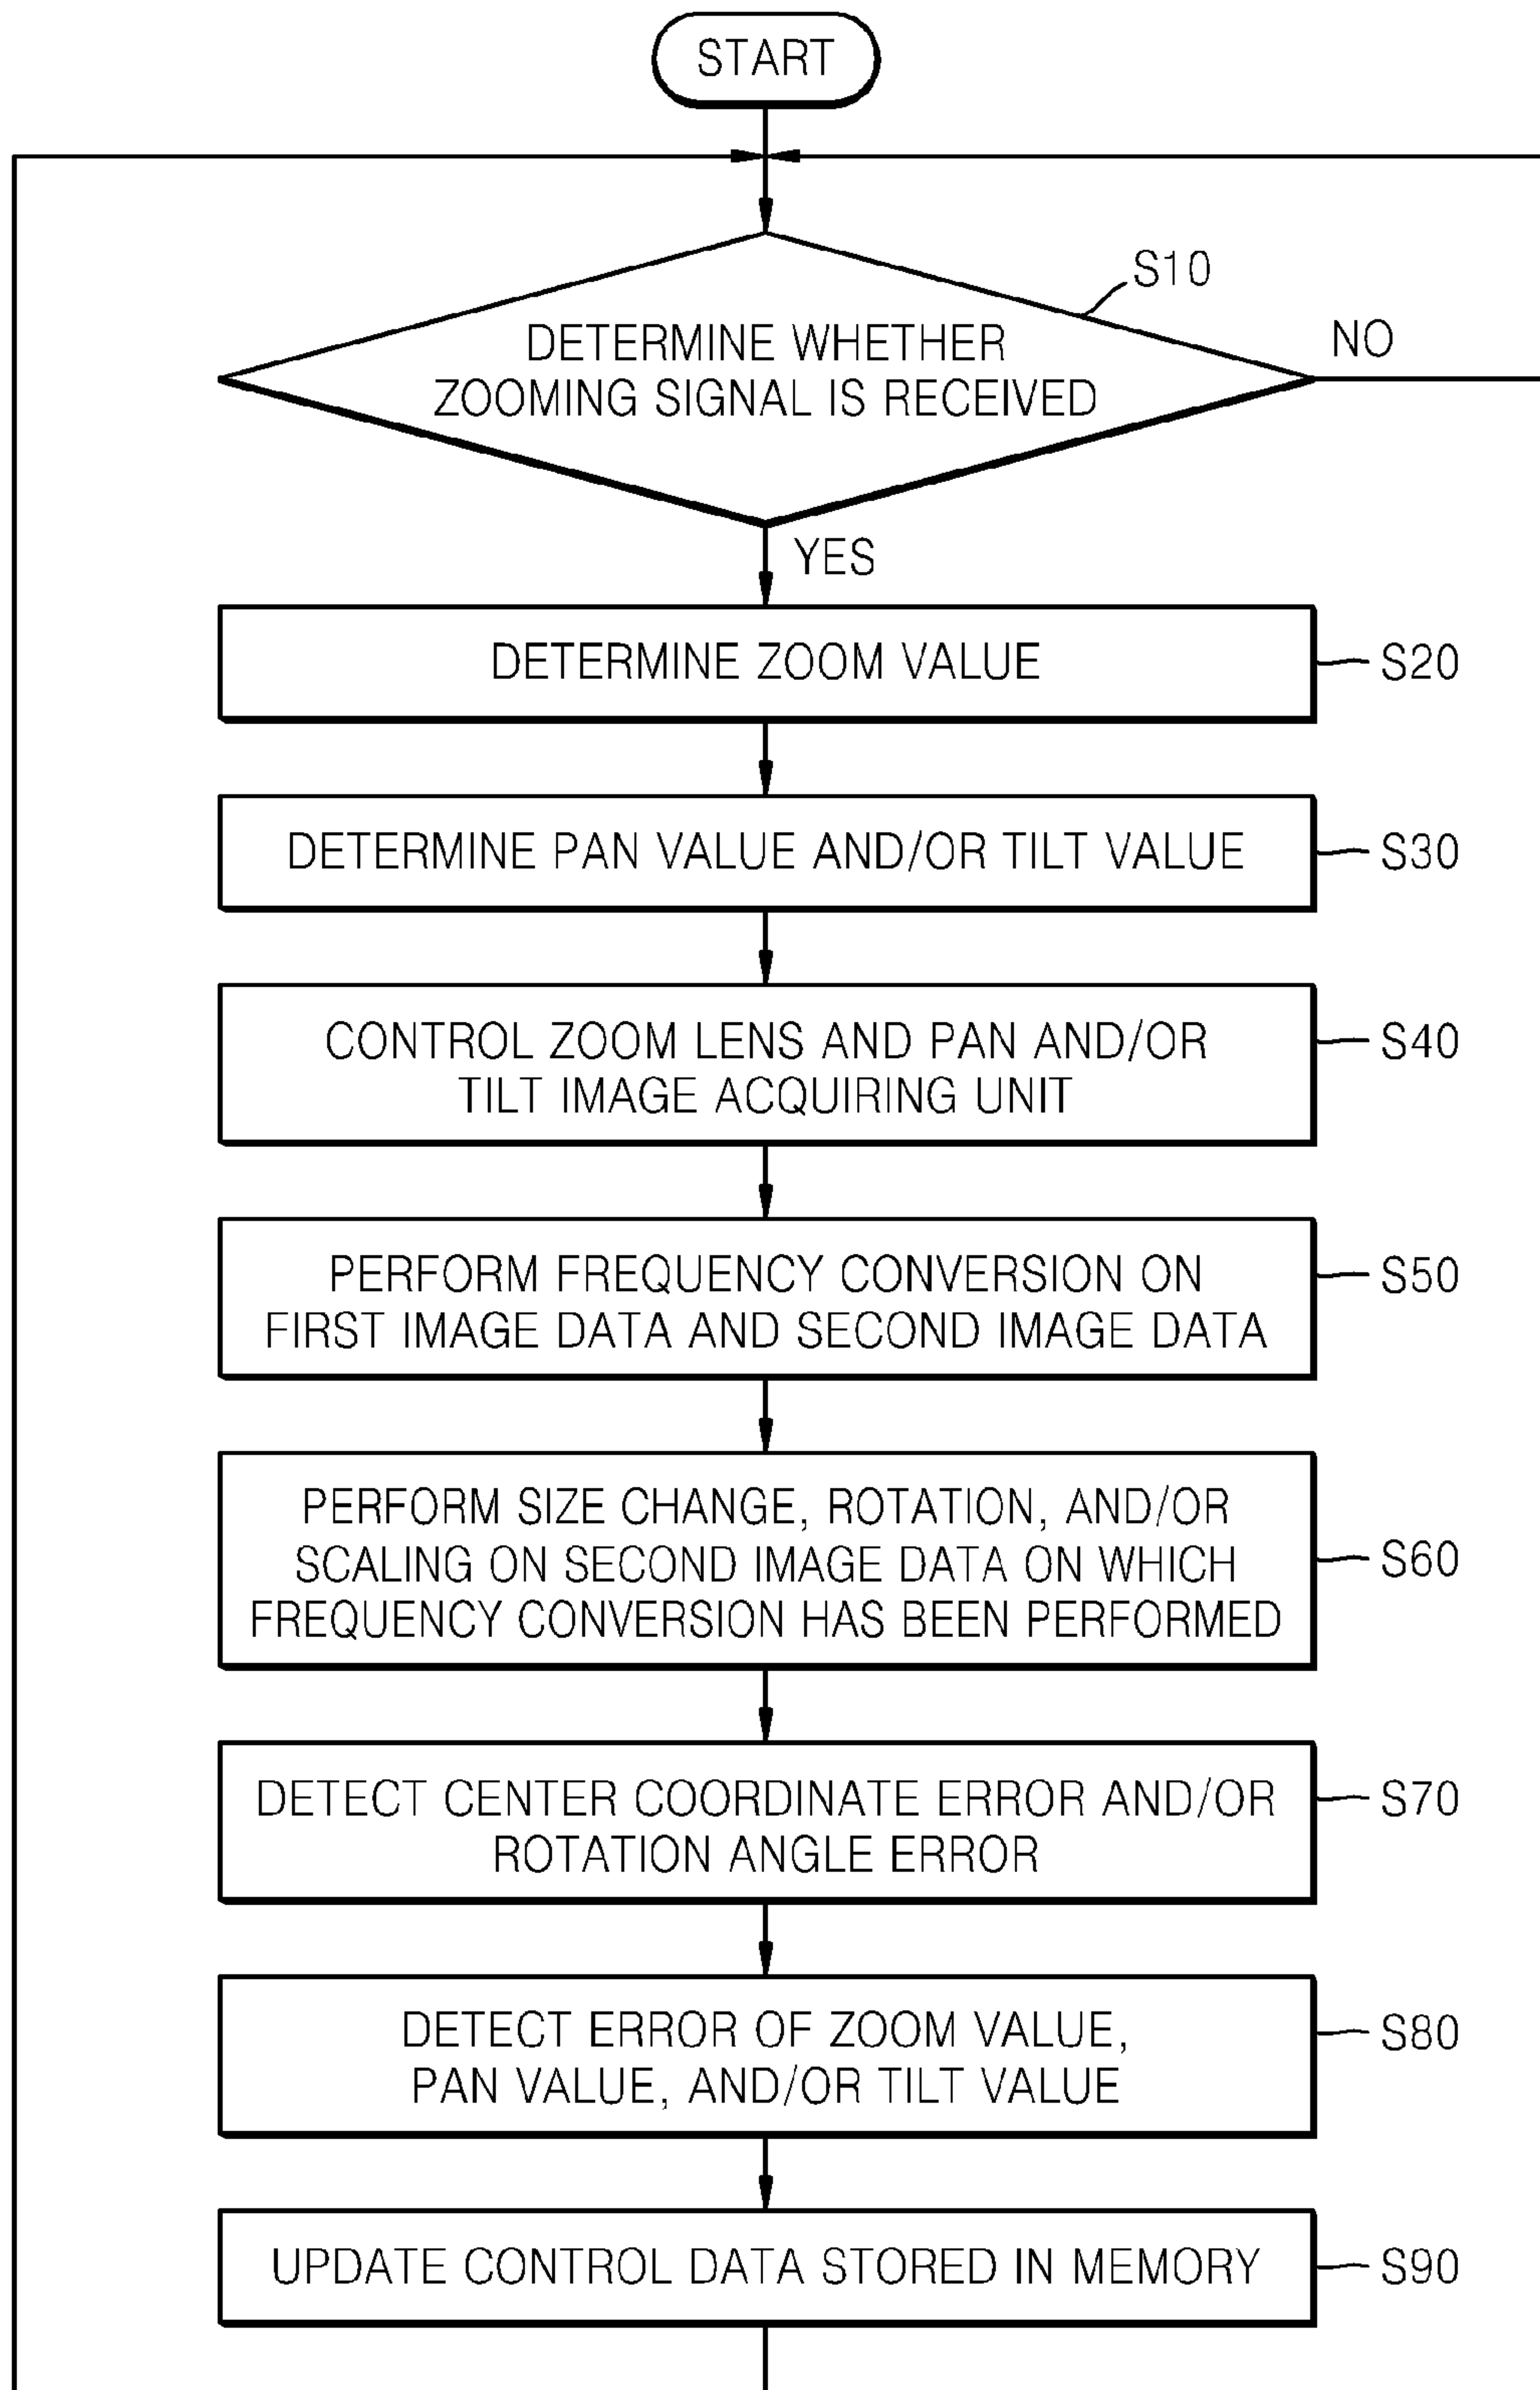 START
S10
DETERMINE WHETHER
ZOOMING SIGNAL IS RECEIVED
NO
YES
DETERMINE ZOOM VALUE
S20
DETERMINE PAN VALUE AND/OR TILT VALUE
S30
CONTROL ZOOM LENS AND PAN AND/OR
TILT IMAGE ACQUIRING UNIT
S40
PERFORM FREQUENCY CONVERSION ON
FIRST IMAGE DATA AND SECOND IMAGE DATA
S50
PERFORM SIZE CHANGE, ROTATION, AND/OR
SCALING ON SECOND IMAGE DATA ON WHICH
FREQUENCY CONVERSION HAS BEEN PERFORMED
S60
DETECT CENTER COORDINATE ERROR AND/OR
ROTATION ANGLE ERROR
S70
DETECT ERROR OF ZOOM VALUE,
PAN VALUE, AND/OR TILT VALUE
S80
UPDATE CONTROL DATA STORED IN MEMORY
S90